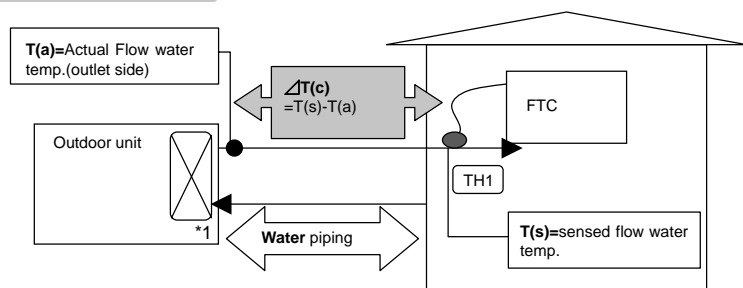 T(a)=Actual Flow water
temp.(outlet side)
⊿T(c)
=T(s)-T(a)
FTC
Outdoor unit
TH1
*1
Water piping
T(s)=sensed flow water
temp.